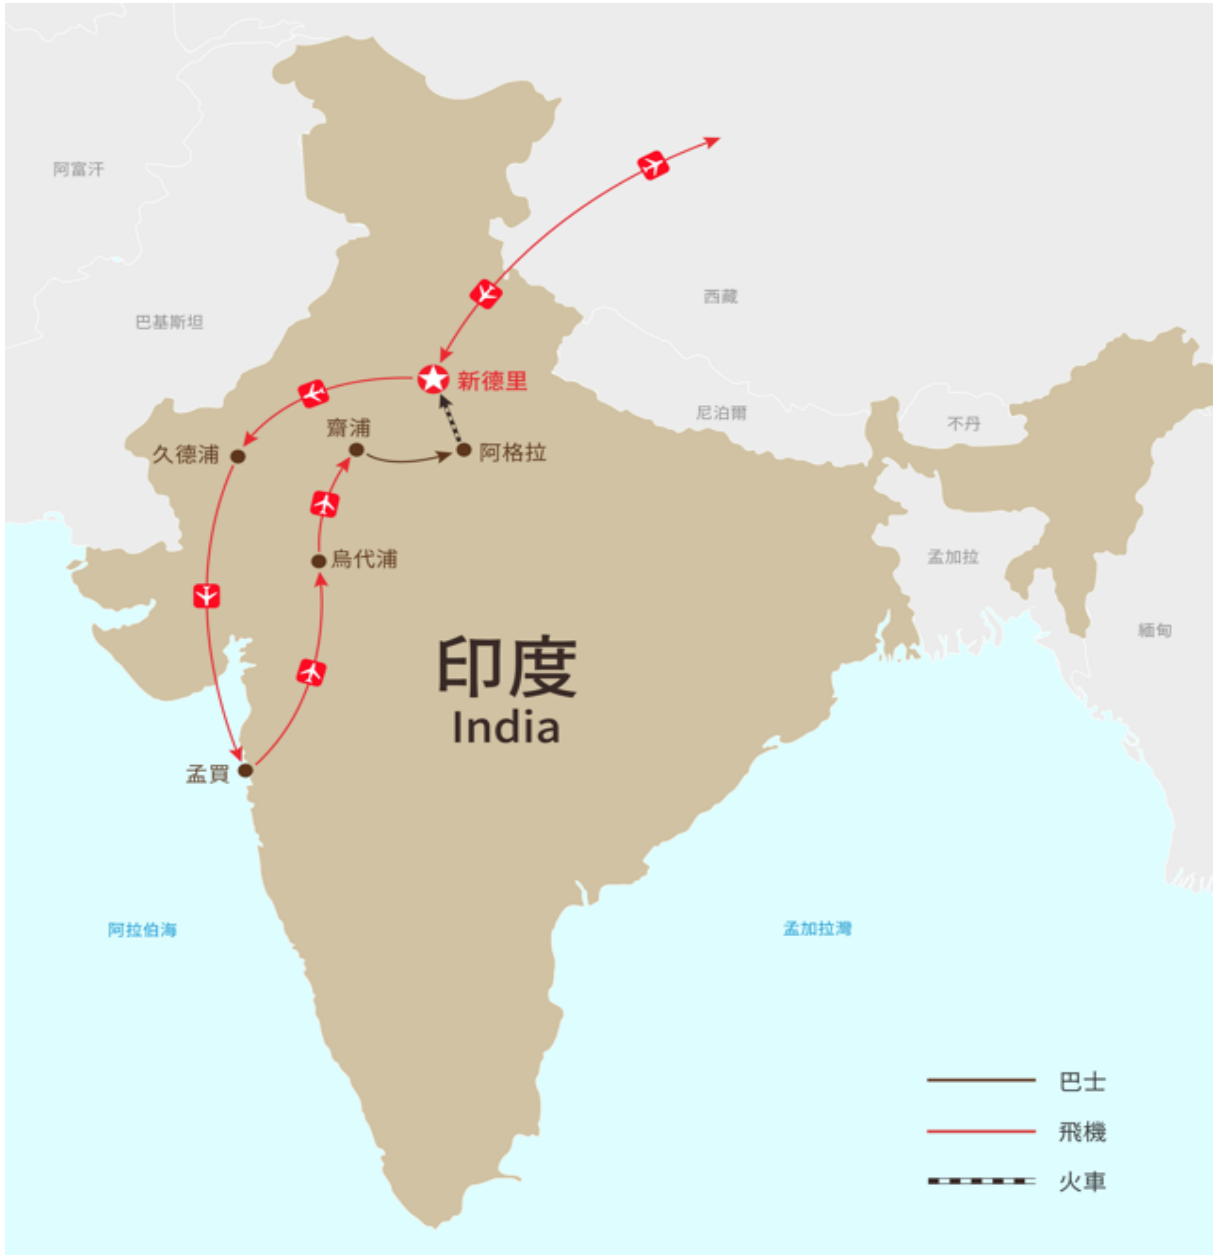 阿富汗
西藏
巴基斯坦
新德里
尼泊爾
不丹
齋浦
久德浦
阿格拉
烏代浦
孟加拉
緬甸
印度
India
孟買
阿拉伯海
孟加拉灣
巴士
飛機
火車